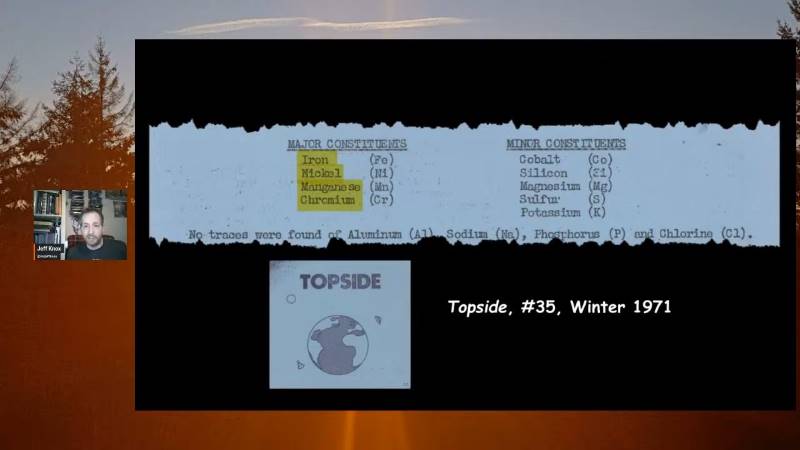 MAJOR CONSTITUENTS
Iron (Fe)
Nickel (Ni)
Manganese (Mn)
Chromium (Cr)
MINOR CONSTITUENTS
Cobalt (Co)
Silicon (Si)
Magnesium (Mg)
Sulfur (S)
Potassium (K)
No traces were found of Aluminum (Al), Sodium (Na), Phosphorus (P) and Chlorine (Cl).
Jeff Knox
TOPSIDE
Topside, #35, Winter 1971